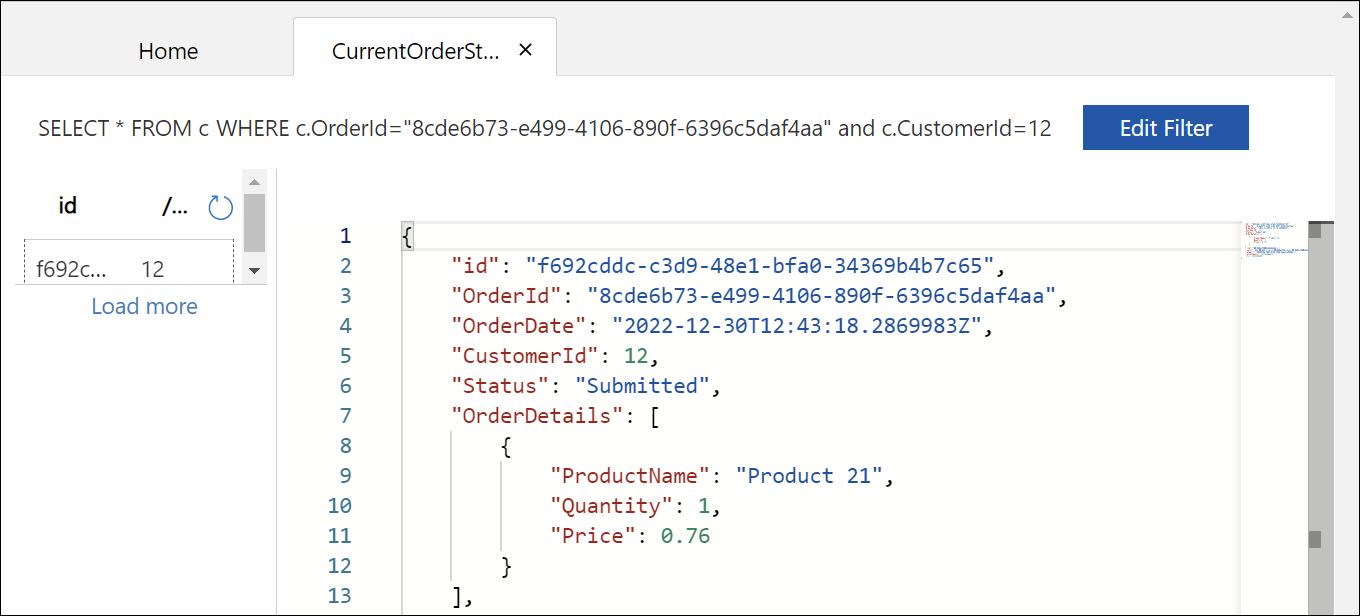 Home
CurrentOrderSt...
SELECT * FROM c WHERE c.OrderId="8cde6b73-e499-4106-890f-6396c5daf4aa" and c.CustomerId=12
Edit Filter
id /...
f692c... 12
Load more
1 {
2 "id": "f692cddc-c3d9-48e1-bfa0-34369b4b7c65",
3 "OrderId": "8cde6b73-e499-4106-890f-6396c5daf4aa",
4 "OrderDate": "2022-12-30T12:43:18.2869983Z",
5 "CustomerId": 12,
6 "Status": "Submitted",
7 "OrderDetails": [
8 {
9 "ProductName": "Product 21",
10 "Quantity": 1,
11 "Price": 0.76
12 }
13 ],